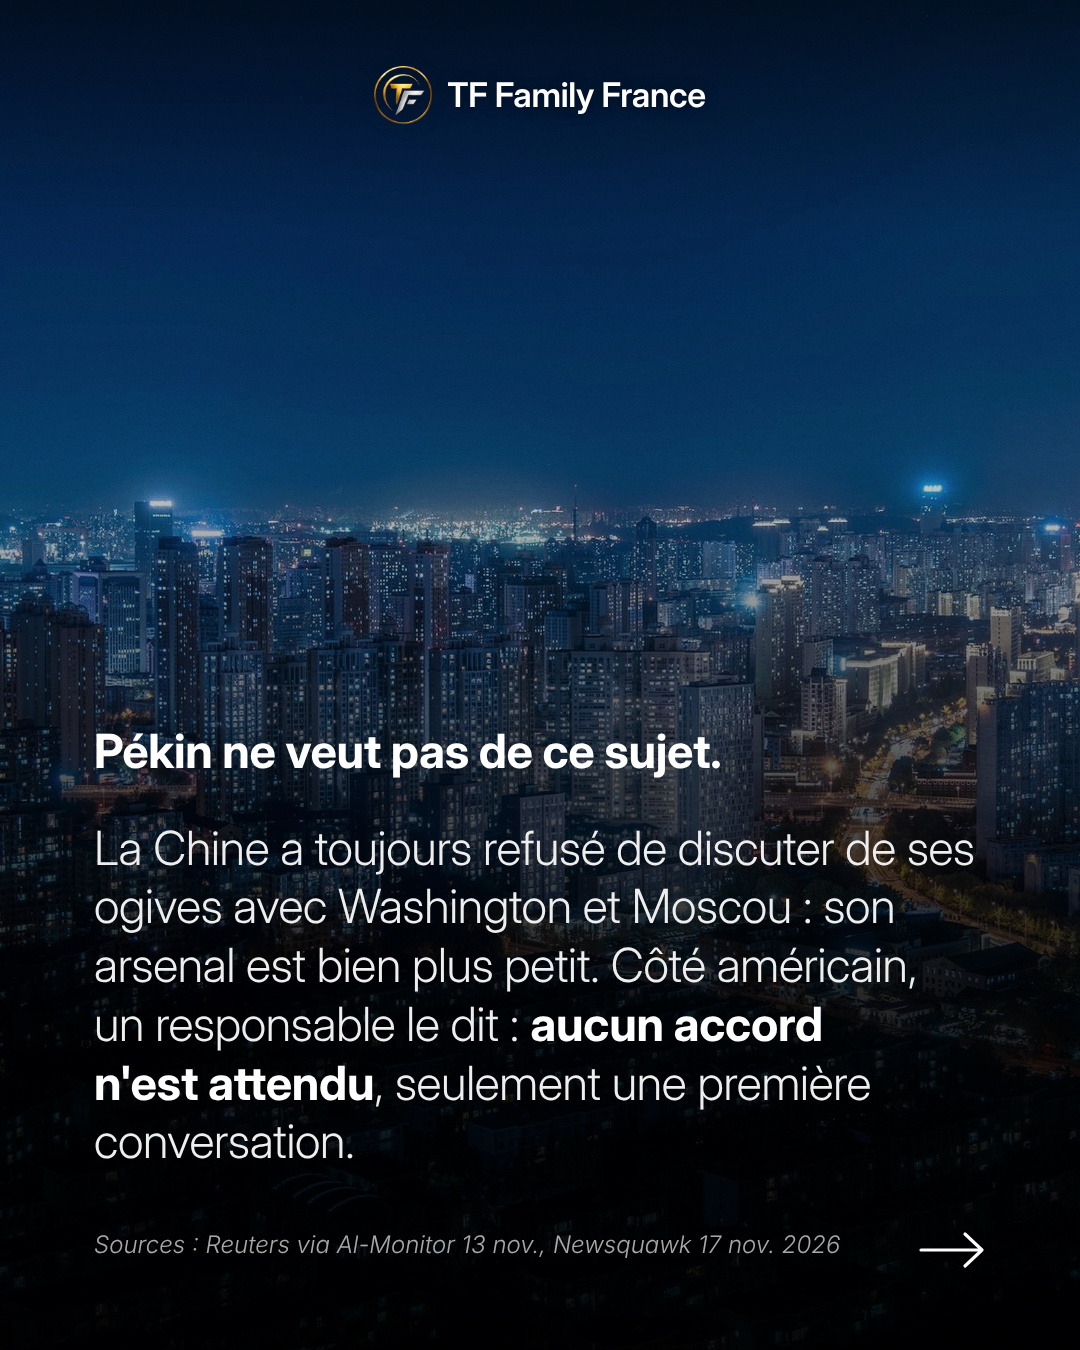 TF TF Family France
Pékin ne veut pas de ce sujet.
La Chine a toujours refusé de discuter de ses
ogives avec Washington et Moscou : son
arsenal est bien plus petit. Côté américain,
un responsable le dit : aucun accord
n'est attendu, seulement une première
conversation.
Sources : Reuters via Al-Monitor 13 nov., Newsquawk 17 nov. 2026